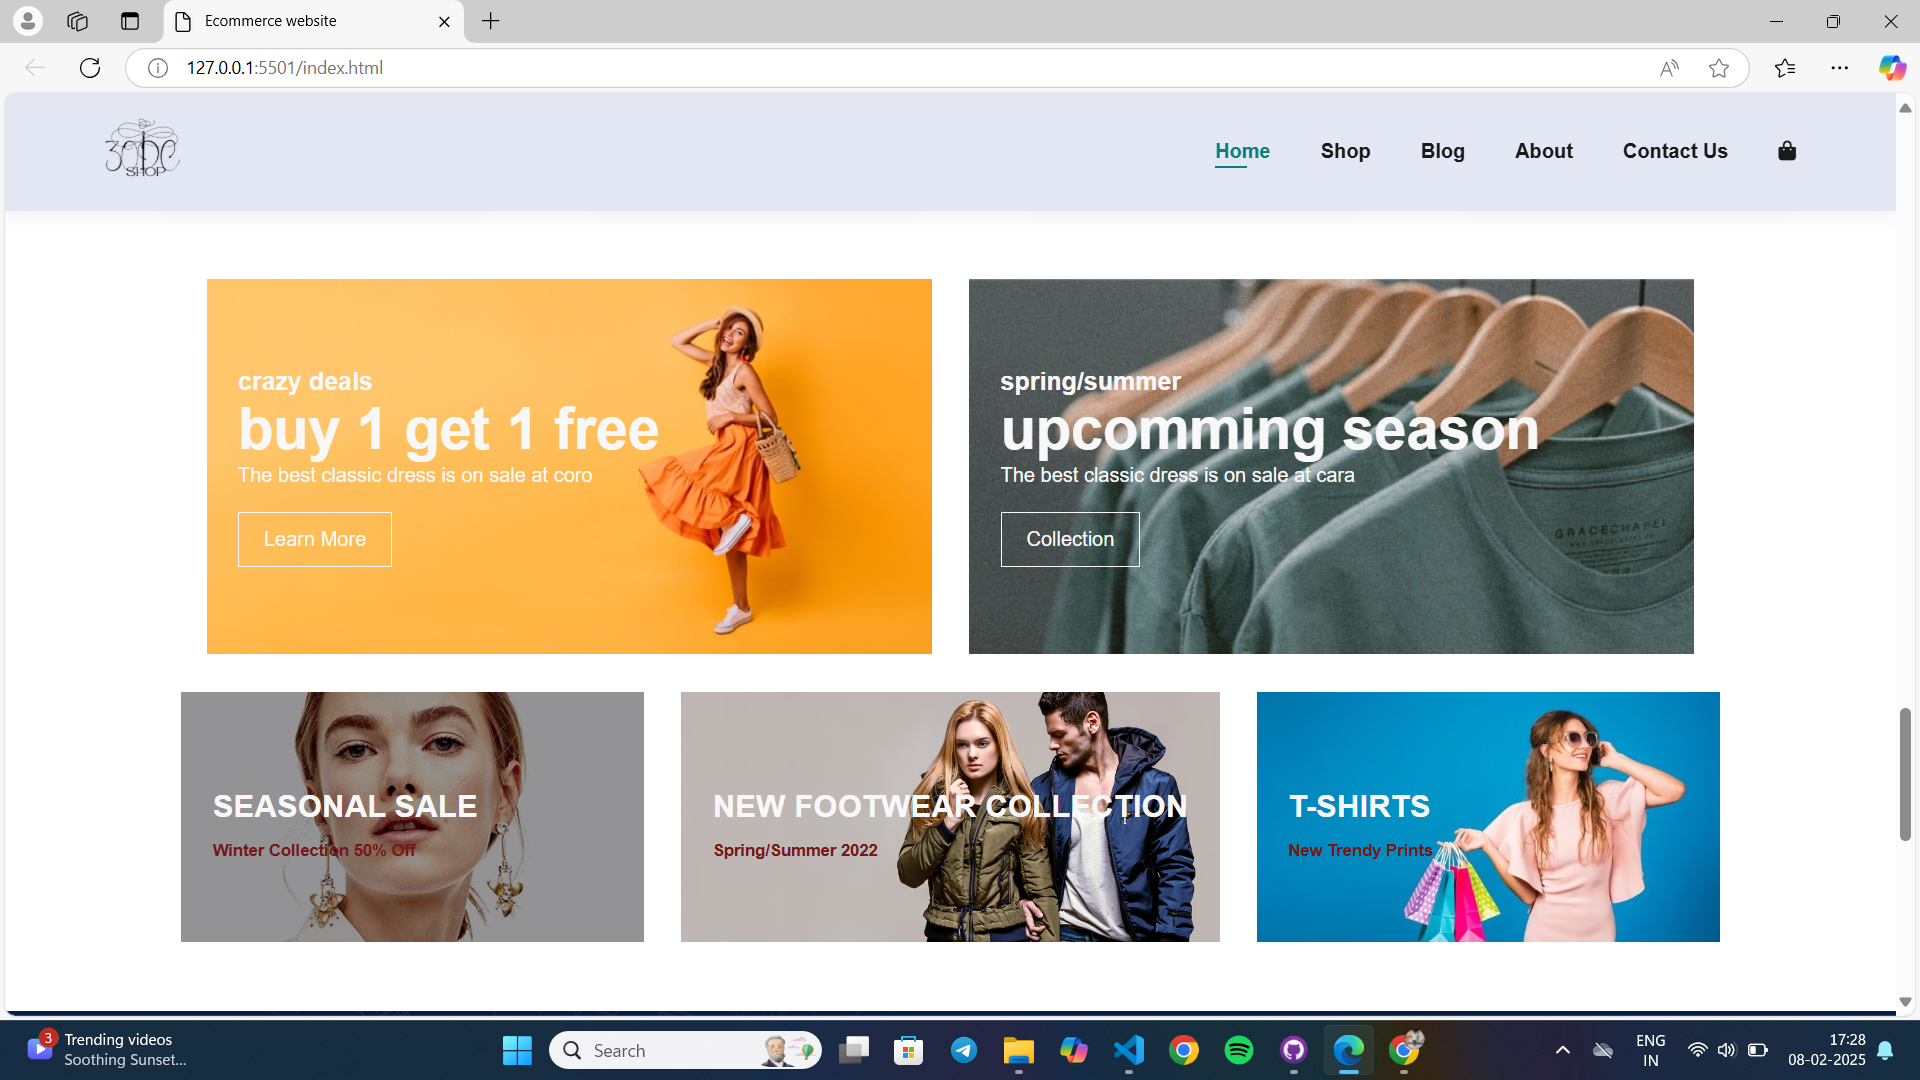 Ecommerce website
127.0.0.1:5501/index.html
SHOP
Home
Shop
Blog
About
Contact Us
crazy deals
buy 1 get 1 free
The best classic dress is on sale at coro
Learn More
spring/summer
upcomming season
The best classic dress is on sale at cara
Collection
GRACECHAPEL
SEASONAL SALE
Winter Collection 50% Off
NEW FOOTWEAR COLLECTION
Spring/Summer 2022
T-SHIRTS
New Trendy Prints
3
Trending videos
Soothing Sunset...
Search
ENG
IN
17:28
08-02-2025